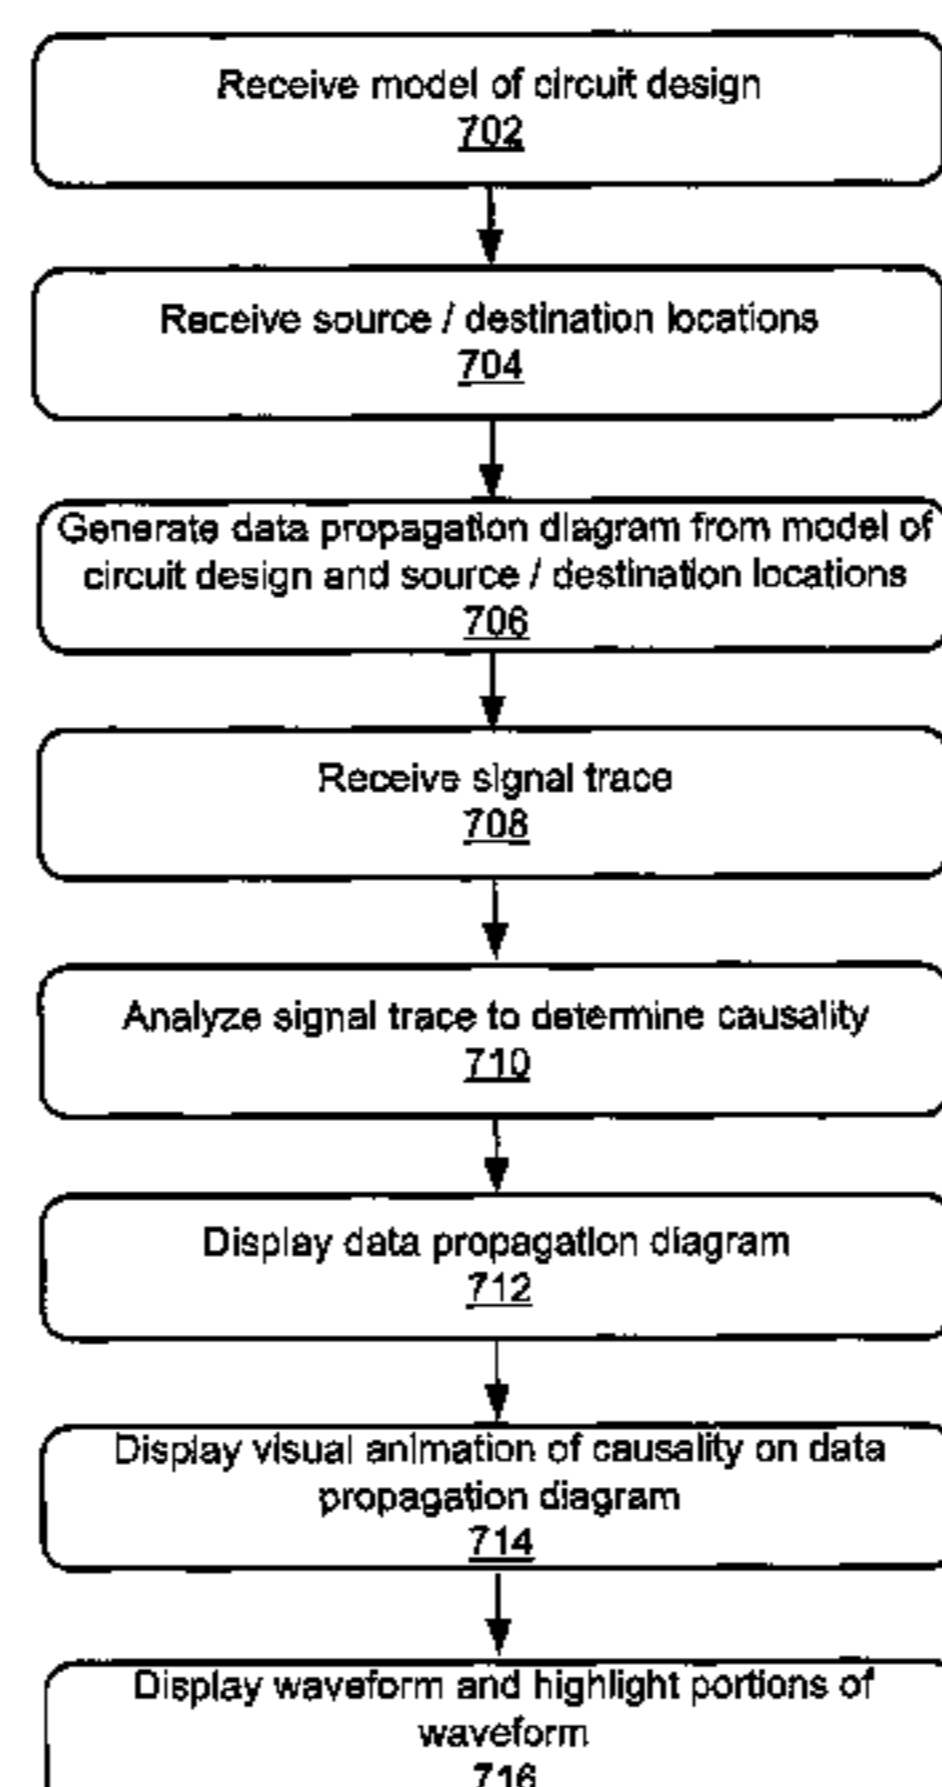 Receive model of circuit design
702
Receive source / destination locations
704
Generate data propagation diagram from model of
circuit design and source / destination locations
706
Receive signal trace
708
Analyze signal trace to determine causality
710
Display data propagation diagram
712
Display visual animation of causality on data
propagation diagram
714
Display waveform and highlight portions of
waveform
716